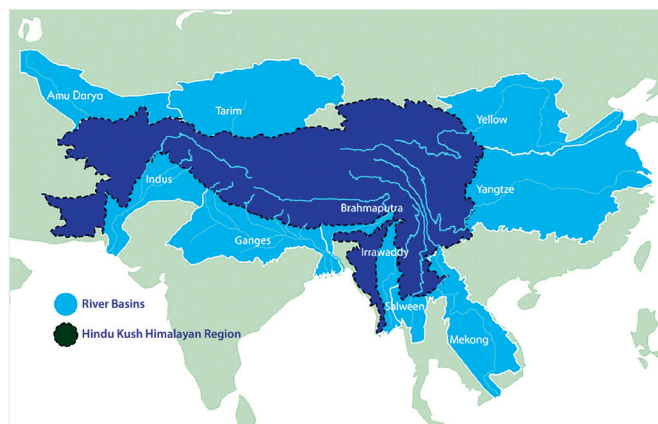 Amu Darya
Tarim
Yellow
Indus
Yangtze
Brahmaputra
Ganges
Irrawaddy
Salween
Mekong
River Basins
Hindu Kush Himalayan Region